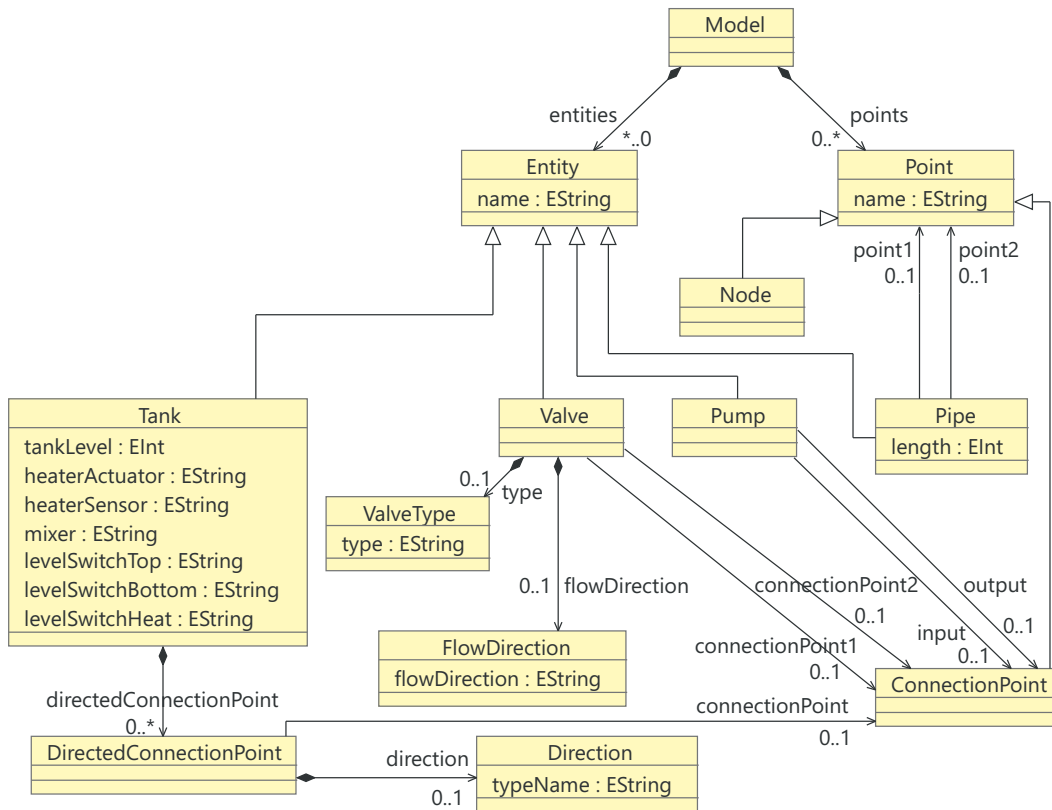 Model
entities
points
*..0
0..*
Entity
name : EString
Point
name : EString
point1
0..1
point2
0..1
Node
Tank
tankLevel : EInt
heaterActuator : EString
heaterSensor : EString
mixer : EString
levelSwitchTop : EString
levelSwitchBottom : EString
levelSwitchHeat : EString
Valve
Pump
Pipe
length : EInt
0..1
type
ValveType
type : EString
0..1
flowDirection
connectionPoint2
0..1
output
0..1
FlowDirection
flowDirection : EString
connectionPoint1
0..1
input
0..1
ConnectionPoint
directedConnectionPoint
0..*
connectionPoint
0..1
DirectedConnectionPoint
direction
0..1
Direction
typeName : EString